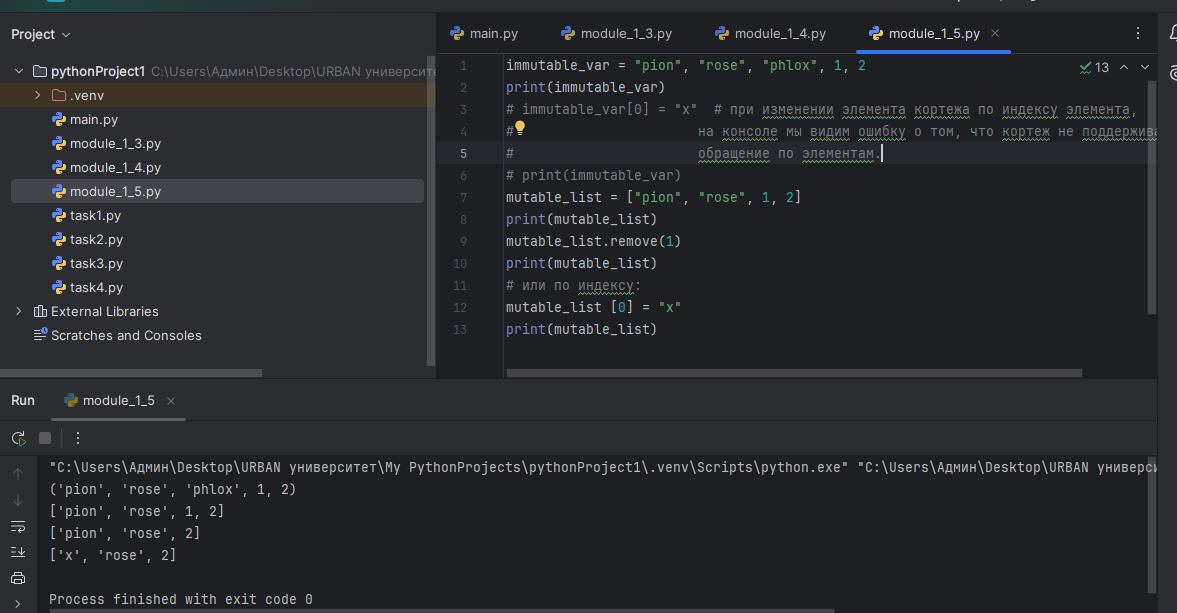 Project
main.py
module_1_3.py
module_1_4.py
module_1_5.py
pythonProject1 C:\Users\Админ\Desktop\URBAN университе
.venv
main.py
module_1_3.py
module_1_4.py
module_1_5.py
task1.py
task2.py
task3.py
task4.py
External Libraries
Scratches and Consoles
13
1 immutable_var = "pion", "rose", "phlox", 1, 2
2 print(immutable_var)
3 # immutable_var[0] = "x"  # при изменении элемента кортежа по индексу элемента,
4 # на консоле мы видим ошибку о том, что кортеж не поддержива
5 # обращение по элементам.
6 # print(immutable_var)
7 mutable_list = ["pion", "rose", 1, 2]
8 print(mutable_list)
9 mutable_list.remove(1)
10 print(mutable_list)
11 # или по индексу:
12 mutable_list [0] = "x"
13 print(mutable_list)
Run
module_1_5
"C:\Users\Админ\Desktop\URBAN университет\My PythonProjects\pythonProject1\.venv\Scripts\python.exe" "C:\Users\Админ\Desktop\URBAN универси
('pion', 'rose', 'phlox', 1, 2)
['pion', 'rose', 1, 2]
['pion', 'rose', 2]
['x', 'rose', 2]
Process finished with exit code 0